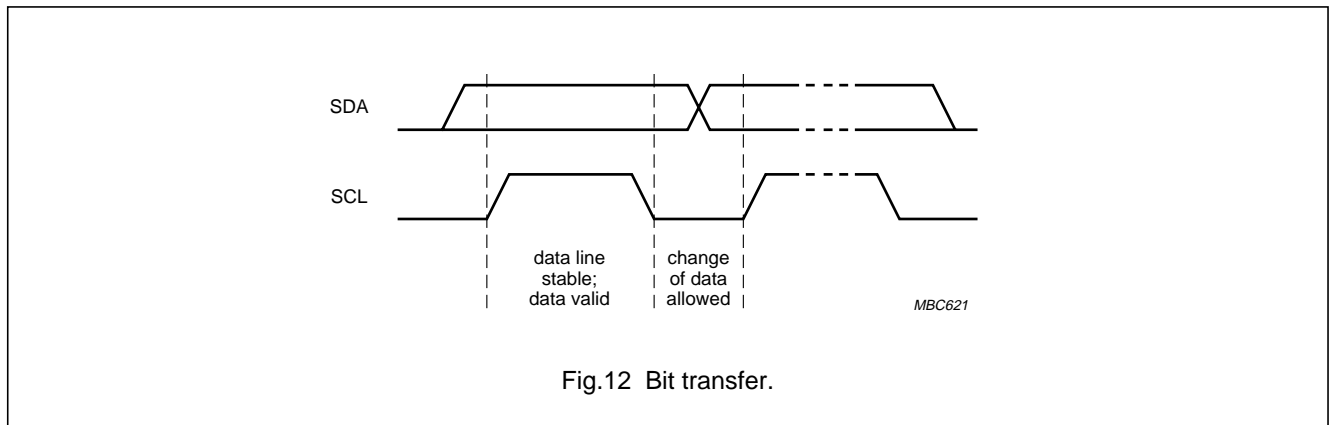 SDA
SCL
data line
stable;
data valid
change
of data
allowed
MBC621
Fig.12 Bit transfer.